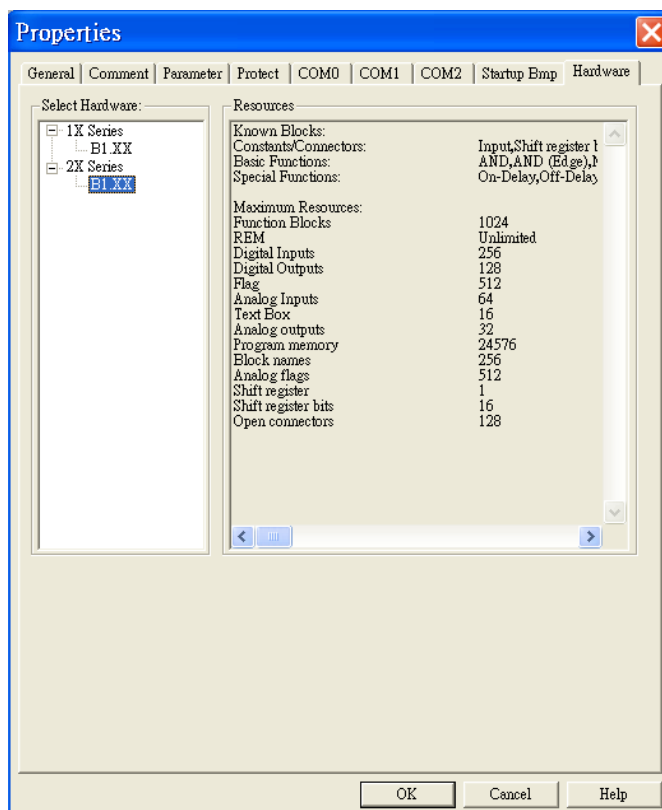 Properties
General Comment Parameter Protect COM0 COM1 COM2 Startup Bmp Hardware
Select Hardware:
1X Series
B1.XX
2X Series
B1.XX
Resources
Known Blocks:
Constants/Connectors: Input,Shift register
Basic Functions: AND,AND (Edge),
Special Functions: On-Delay,Off-Delay
Maximum Resources:
Function Blocks 1024
REM Unlimited
Digital Inputs 256
Digital Outputs 128
Flag 512
Analog Inputs 64
Text Box 16
Analog outputs 32
Program memory 24576
Block names 256
Analog flags 512
Shift register 1
Shift register bits 16
Open connectors 128
OK Cancel Help